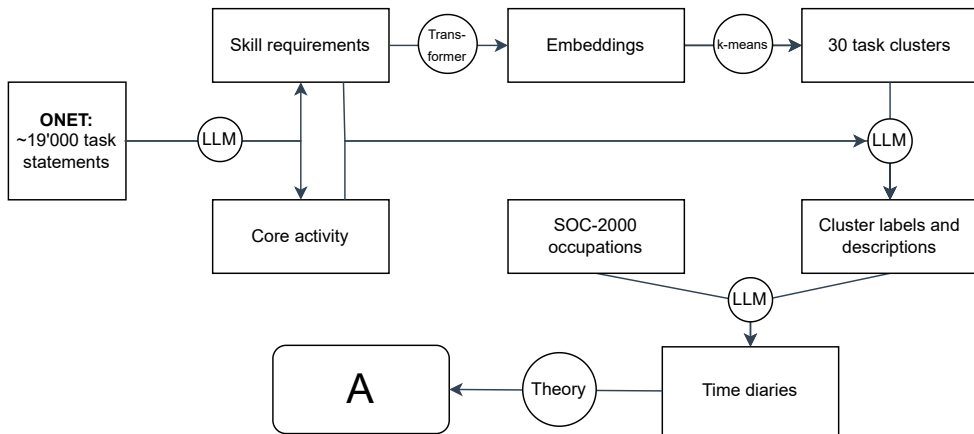 Skill requirements
Trans-
former
Embeddings
k-means
30 task clusters
ONET:
~19'000 task
statements
LLM
LLM
Core activity
SOC-2000
occupations
Cluster labels and
descriptions
LLM
A
Theory
Time diaries